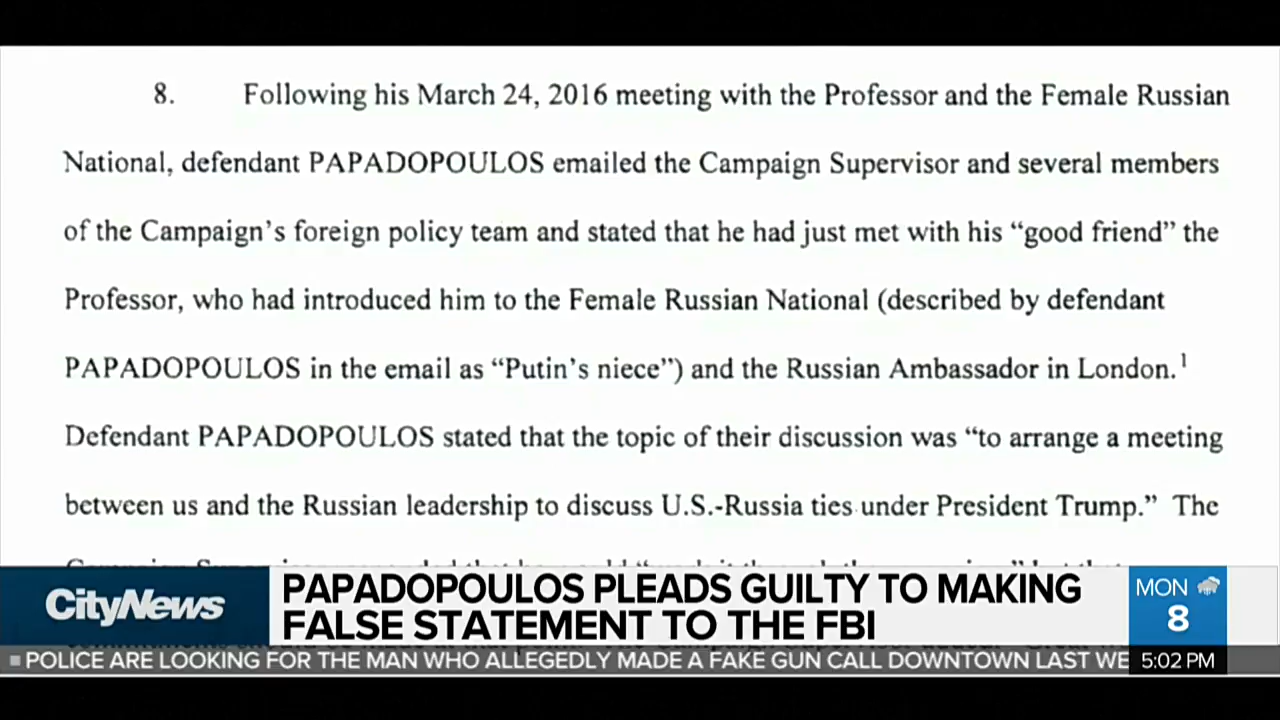 8. Following his March 24, 2016 meeting with the Professor and the Female Russian
National, defendant PAPADOPOULOS emailed the Campaign Supervisor and several members
of the Campaign’s foreign policy team and stated that he had just met with his “good friend” the
Professor, who had introduced him to the Female Russian National (described by defendant
PAPADOPOULOS in the email as “Putin’s niece”) and the Russian Ambassador in London.1
Defendant PAPADOPOULOS stated that the topic of their discussion was “to arrange a meeting
between us and the Russian leadership to discuss U.S.-Russia ties under President Trump.” The
CityNews
PAPADOPOULOS PLEADS GUILTY TO MAKING
FALSE STATEMENT TO THE FBI
MON
8
POLICE ARE LOOKING FOR THE MAN WHO ALLEGEDLY MADE A FAKE GUN CALL DOWNTOWN LAST WE
5:02 PM